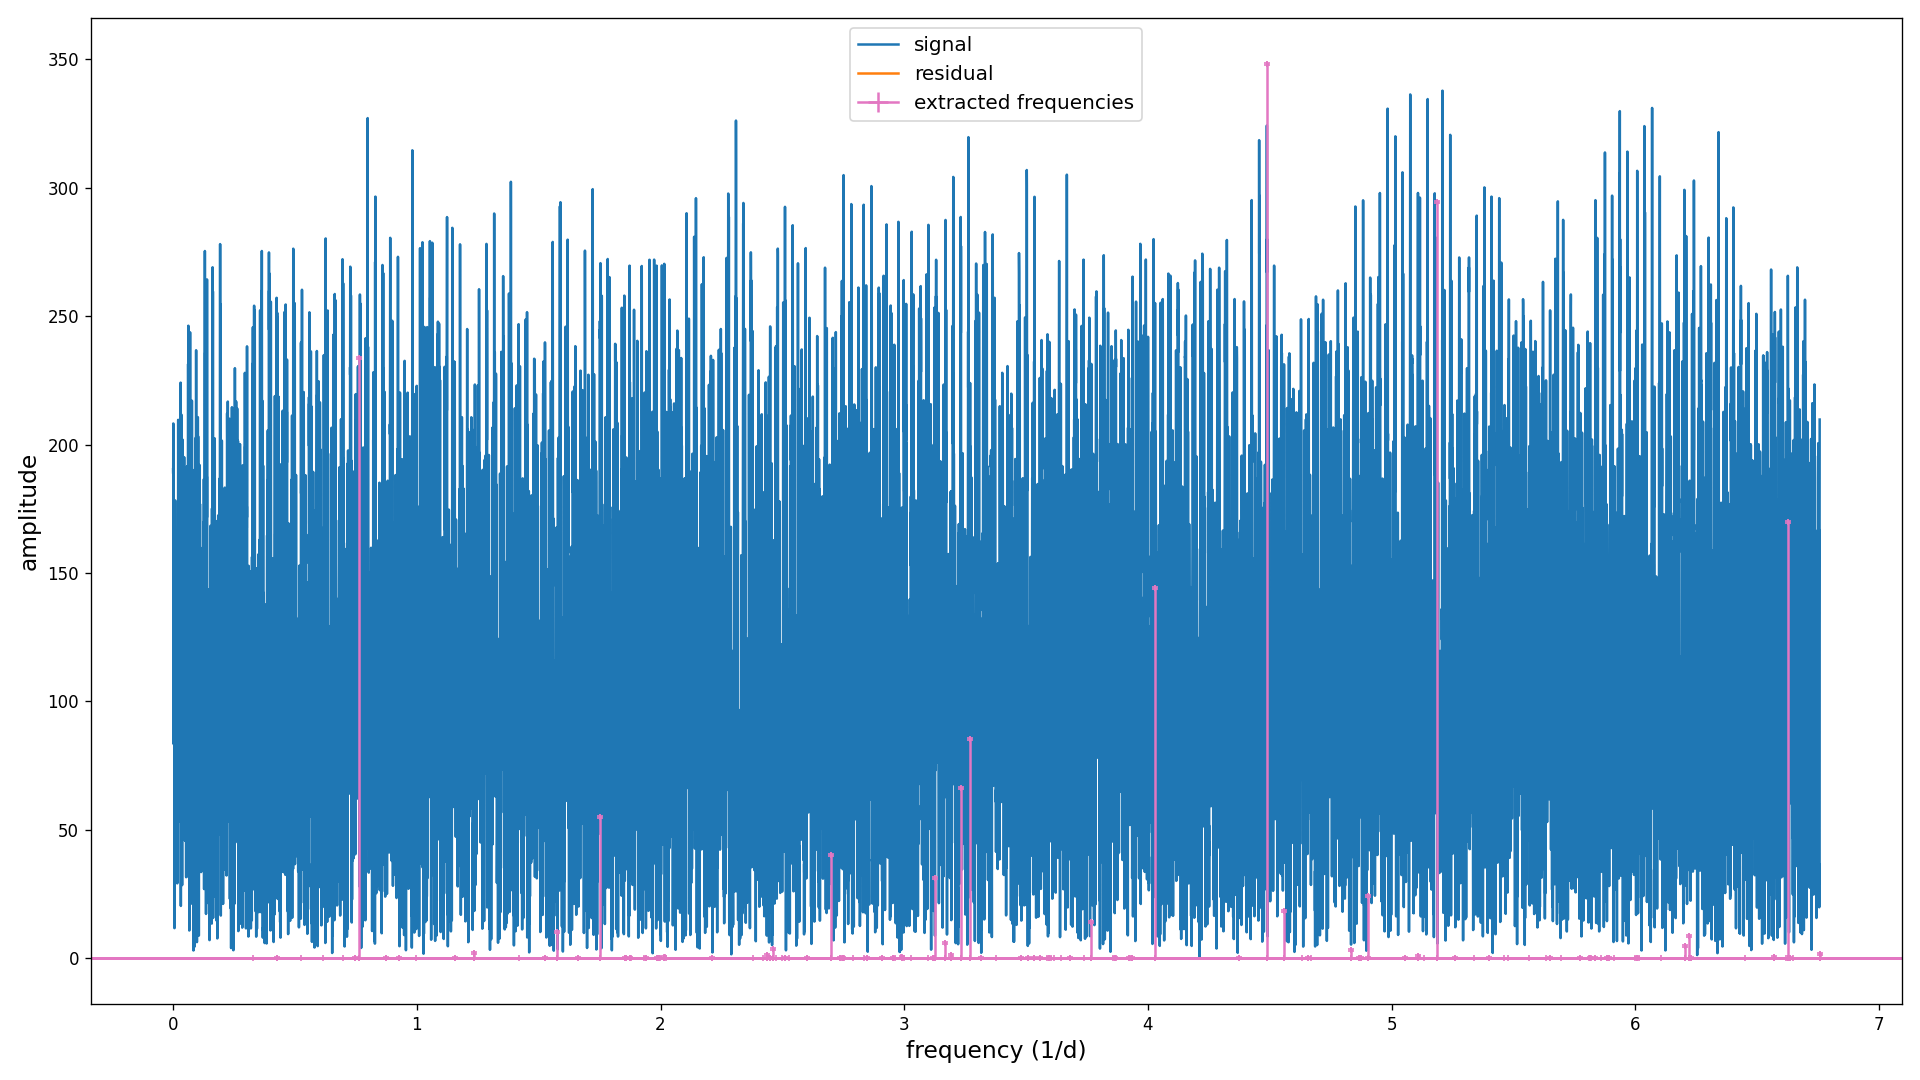 signal
residual
extracted frequencies
350
300
250
200
150
100
50
0
amplitude
0 1 2 3 4 5 6 7
frequency (1/d)